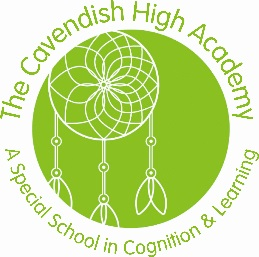 The Cavendish High Academy
A Special School in Cognition & Learning